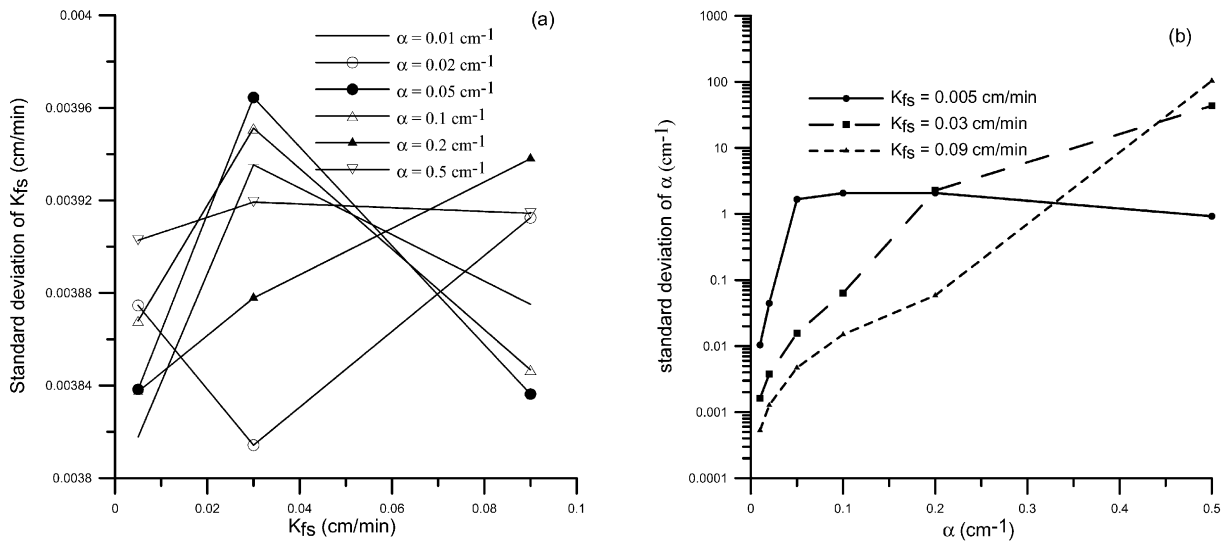 (a)
0.004
0.00396
0.00392
0.00388
0.00384
0.0038
Standard deviation of Kfs (cm/min)
α = 0.01 cm-1
α = 0.02 cm-1
α = 0.05 cm-1
α = 0.1 cm-1
α = 0.2 cm-1
α = 0.5 cm-1
0 0.02 0.04 0.06 0.08 0.1
Kfs (cm/min)
(b)
1000
100
10
1
0.1
0.01
0.001
0.0001
standard deviation of α (cm-1)
Kfs = 0.005 cm/min
Kfs = 0.03 cm/min
Kfs = 0.09 cm/min
0 0.1 0.2 0.3 0.4 0.5
α (cm-1)